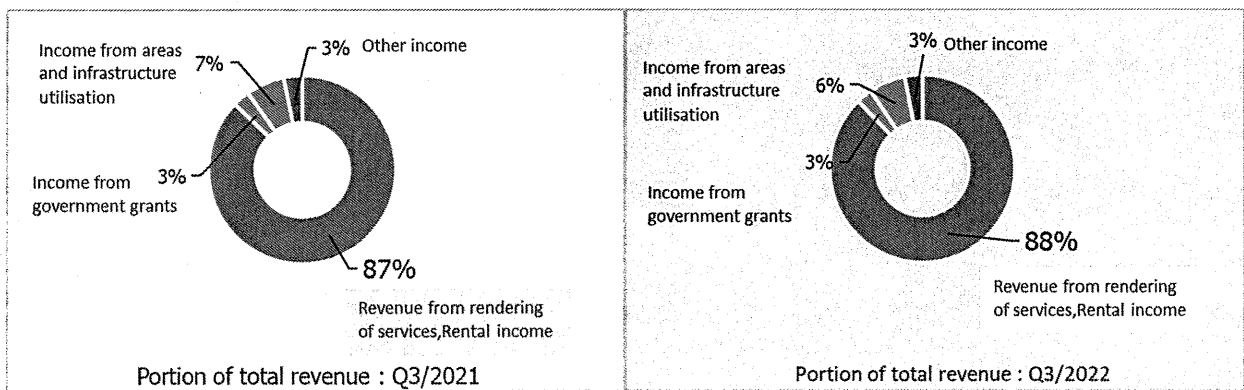 Income from areas
and infrastructure
utilisation
7%
3%
Other income
Income from
government grants
3%
87%
Revenue from rendering
of services,Rental income
Portion of total revenue : Q3/2021
3%
Other income
Income from areas
and infrastructure
utilisation
6%
3%
Income from
government grants
88%
Revenue from rendering
of services,Rental income
Portion of total revenue : Q3/2022